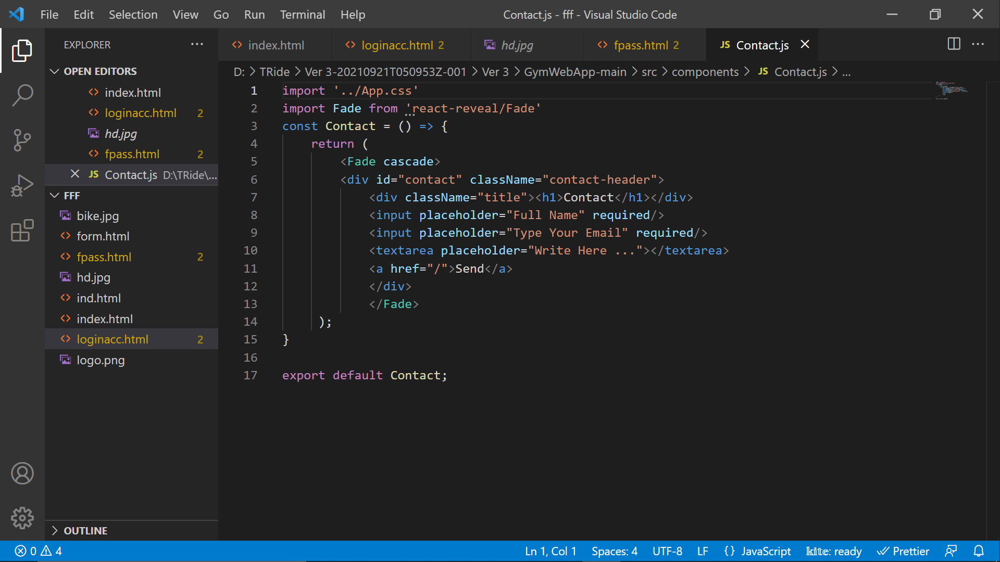 File Edit Selection View Go Run Terminal Help Contact.js - fff - Visual Studio Code
EXPLORER ...
OPEN EDITORS
index.html
loginacc.html 2
hd.jpg
fpass.html 2
JS Contact.js D:\TRide\...
FFF
bike.jpg
form.html
fpass.html 2
hd.jpg
ind.html
index.html
loginacc.html 2
logo.png
OUTLINE
index.html loginacc.html 2 hd.jpg fpass.html 2 JS Contact.js
D: > TRide > Ver 3-20210921T050953Z-001 > Ver 3 > GymWebApp-main > src > components > JS Contact.js > ...
1 import '../App.css'
2 import Fade from 'react-reveal/Fade'
3 const Contact = () => {
4 return (
5 <Fade cascade>
6 <div id="contact" className="contact-header">
7 <div className="title"><h1>Contact</h1></div>
8 <input placeholder="Full Name" required/>
9 <input placeholder="Type Your Email" required/>
10 <textarea placeholder="Write Here ..."></textarea>
11 <a href="/">Send</a>
12 </div>
13 </Fade>
14 );
15 }
16
17 export default Contact;
0 4 Ln 1, Col 1 Spaces: 4 UTF-8 LF {} JavaScript kite: ready Prettier